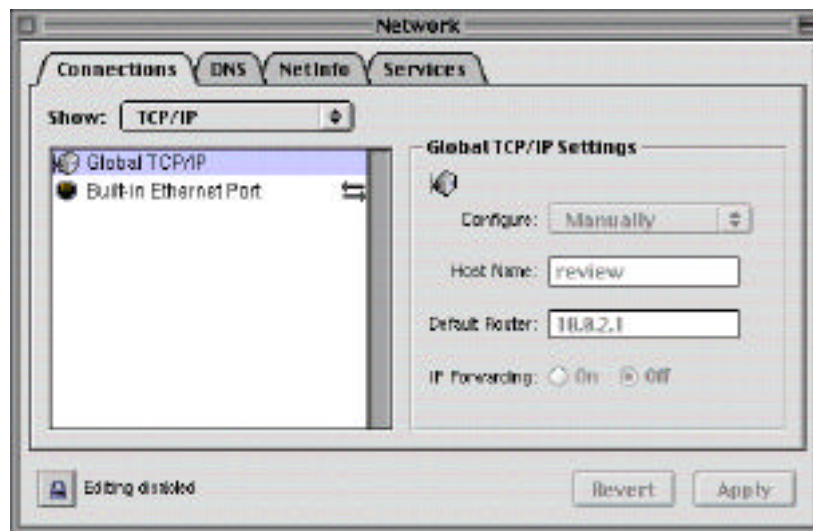 Network
Connections DNS NetInfo Services
Show: TCP/IP
Global TCP/IP
Built-in Ethernet Port
Global TCP/IP Settings
Configure: Manually
Host Name: review
Default Router: 10.0.2.1
IP Forwarding: On Off
Editing disabled
Revert Apply